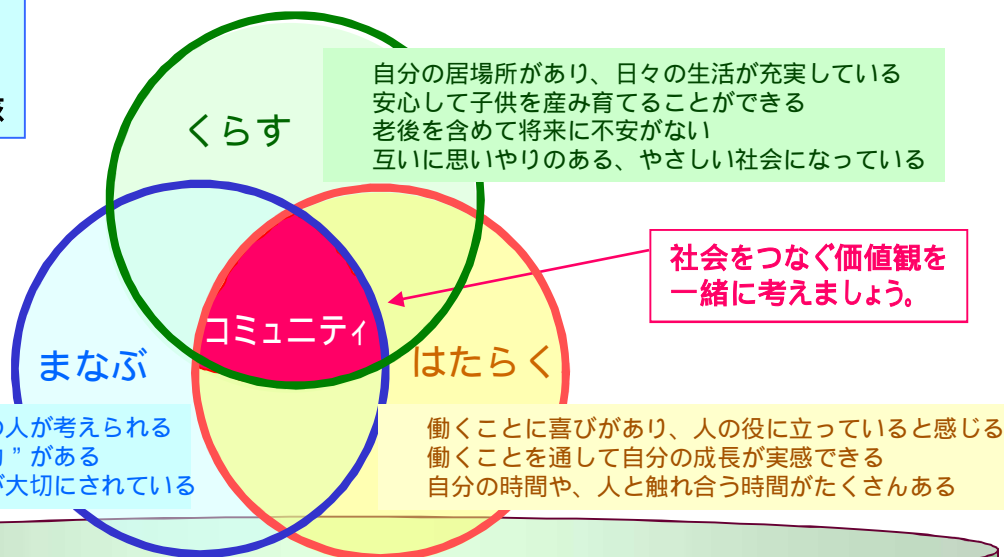 くらす
自分の居場所があり、日々の生活が充実している
安心して子供を産み育てることができる
老後を含めて将来に不安がない
互いに思いやりのある、やさしい社会になっている
社会をつなぐ価値観を
一緒に考えましょう。
コミュニティ
まなぶ
はたらく
の人が考えられる
”がある
が大切にされている
働くことに喜びがあり、人の役に立っていると感じる
働くことを通して自分の成長が実感できる
自分の時間や、人と触れ合う時間がたくさんある